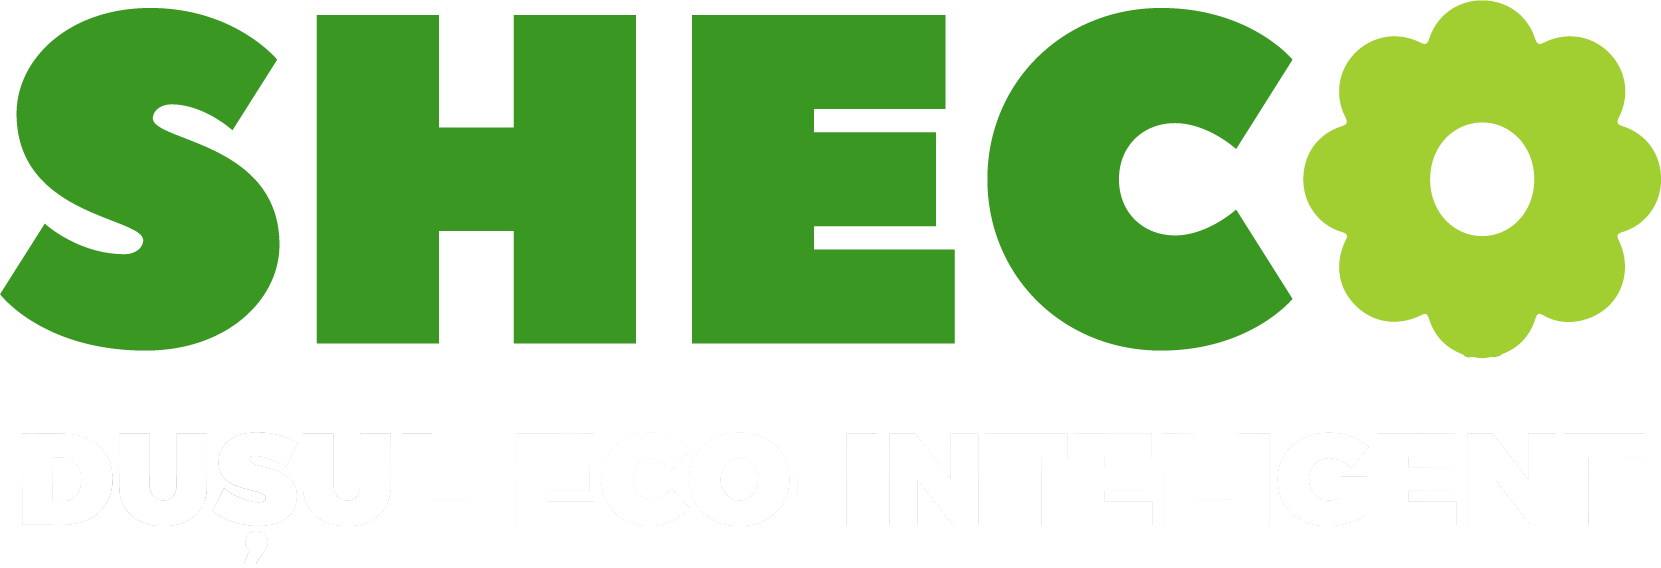 SHECO
DUȘUL ECO INTELIGENT